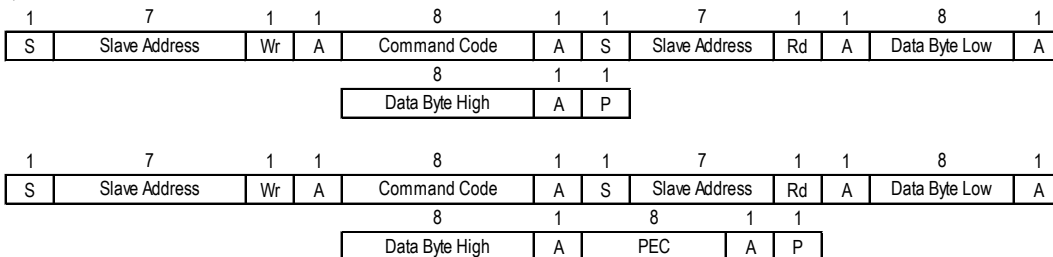 1 7 1 1 8 1 1 7 1 1 8 1
S Slave Address Wr A Command Code A S Slave Address Rd A Data Byte Low A
8 1 1
Data Byte High A P
1 7 1 1 8 1 1 7 1 1 8 1
S Slave Address Wr A Command Code A S Slave Address Rd A Data Byte Low A
8 1 8 1 1
Data Byte High A PEC A P